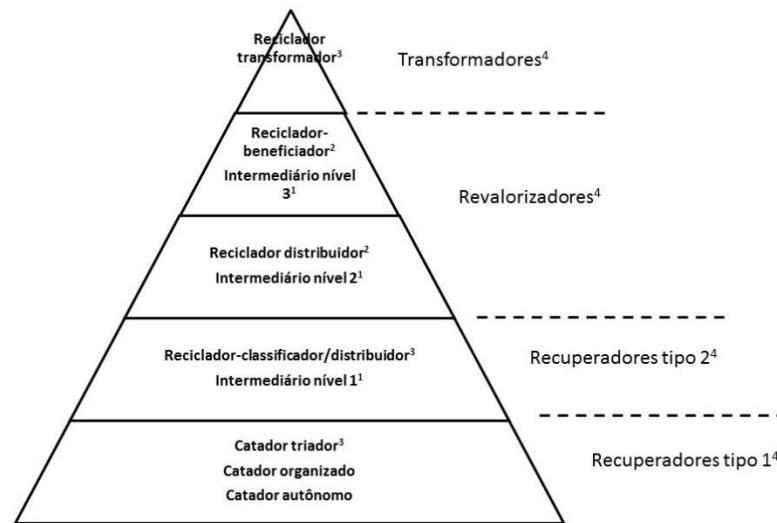 Reciclador
transformador³
Transformadores⁴
Reciclador-
beneficiador²
Intermediário nível
3¹
Revalorizadores⁴
Reciclador distribuidor²
Intermediário nível 2¹
Reciclador-classificador/distribuidor³
Intermediário nível 1¹
Recuperadores tipo 2⁴
Catador triador³
Catador organizado
Catador autônomo
Recuperadores tipo 1⁴